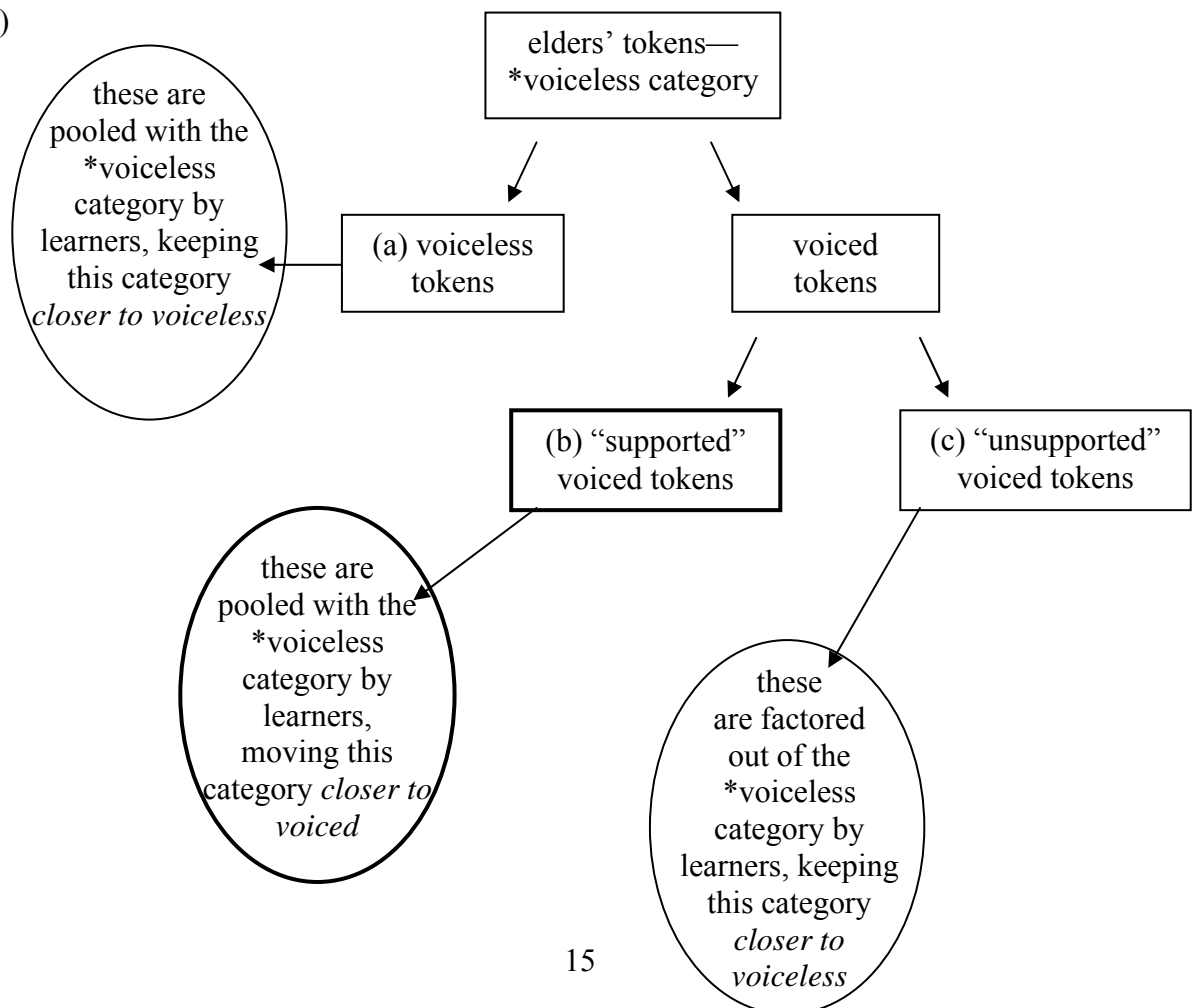 )
elders’ tokens—
*voiceless category
these are
pooled with the
*voiceless
category by
learners, keeping
this category
closer to voiceless
(a) voiceless
tokens
voiced
tokens
(b) “supported”
voiced tokens
(c) “unsupported”
voiced tokens
these are
pooled with the
*voiceless
category by
learners,
moving this
category closer to
voiced
these
are factored
out of the
*voiceless
category by
learners, keeping
this category
closer to
voiceless
15